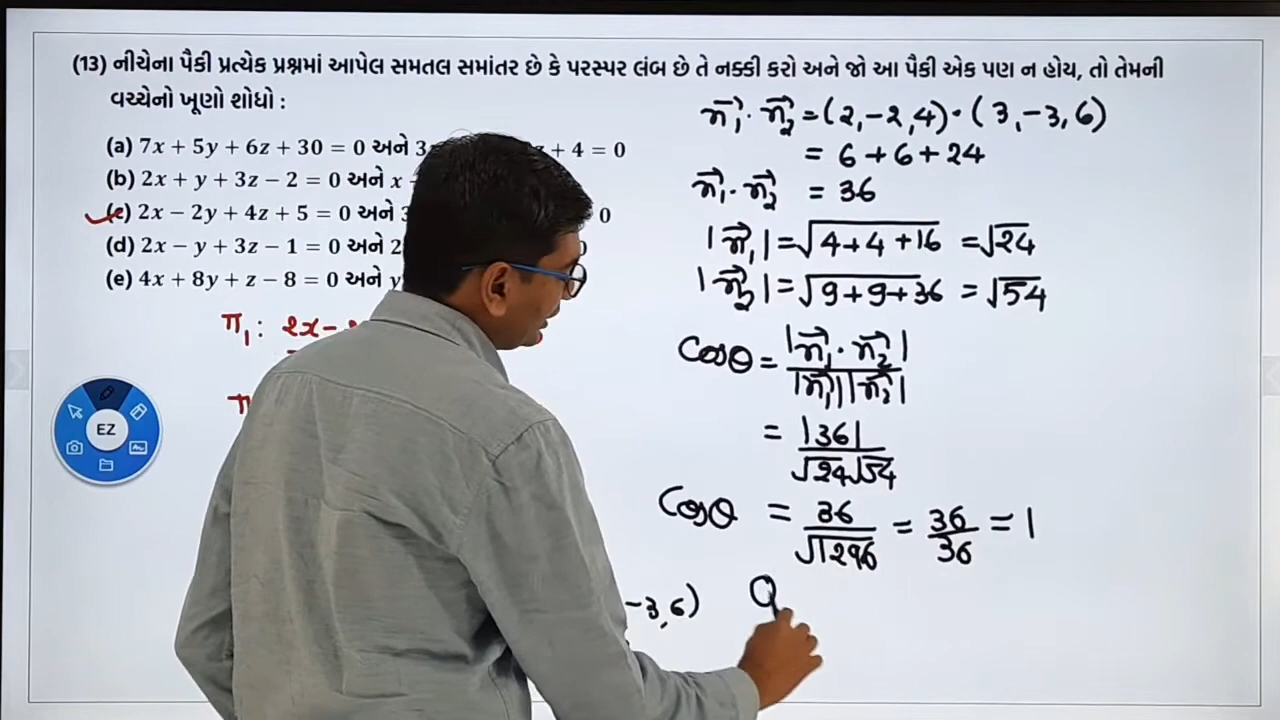 (13) નીચેના પૈકી પ્રત્યેક પ્રશ્નમાં આપેલ સમતલ સમાંતર છે કે પરસ્પર લંબ છે તે નક્કી કરો અને જો આ પૈકી એક પણ ન હોય, તો તેમની
વચ્ચેનો ખૂણો શોધો :
(a) 7x + 5y + 6z + 30 = 0 અને 3 z + 4 = 0
(b) 2x + y + 3z − 2 = 0 અને x
(c) 2x − 2y + 4z + 5 = 0 અને 3 0
(d) 2x − y + 3z − 1 = 0 અને 2
(e) 4x + 8y + z − 8 = 0 અને y
π₁ : 2x −
EZ
−3, 6)
n₁⃗ · n₂⃗ = (2, −2, 4) · (3, −3, 6)
= 6 + 6 + 24
n₁⃗ · n₂⃗ = 36
|n₁⃗| = √4+4+16 = √24
|n₂⃗| = √9+9+36 = √54
Cosθ = |n₁⃗ · n₂⃗| / |n₁⃗| |n₂⃗|
= |36| / √24 √54
Cosθ = 36 / √1296 = 36 / 36 = 1